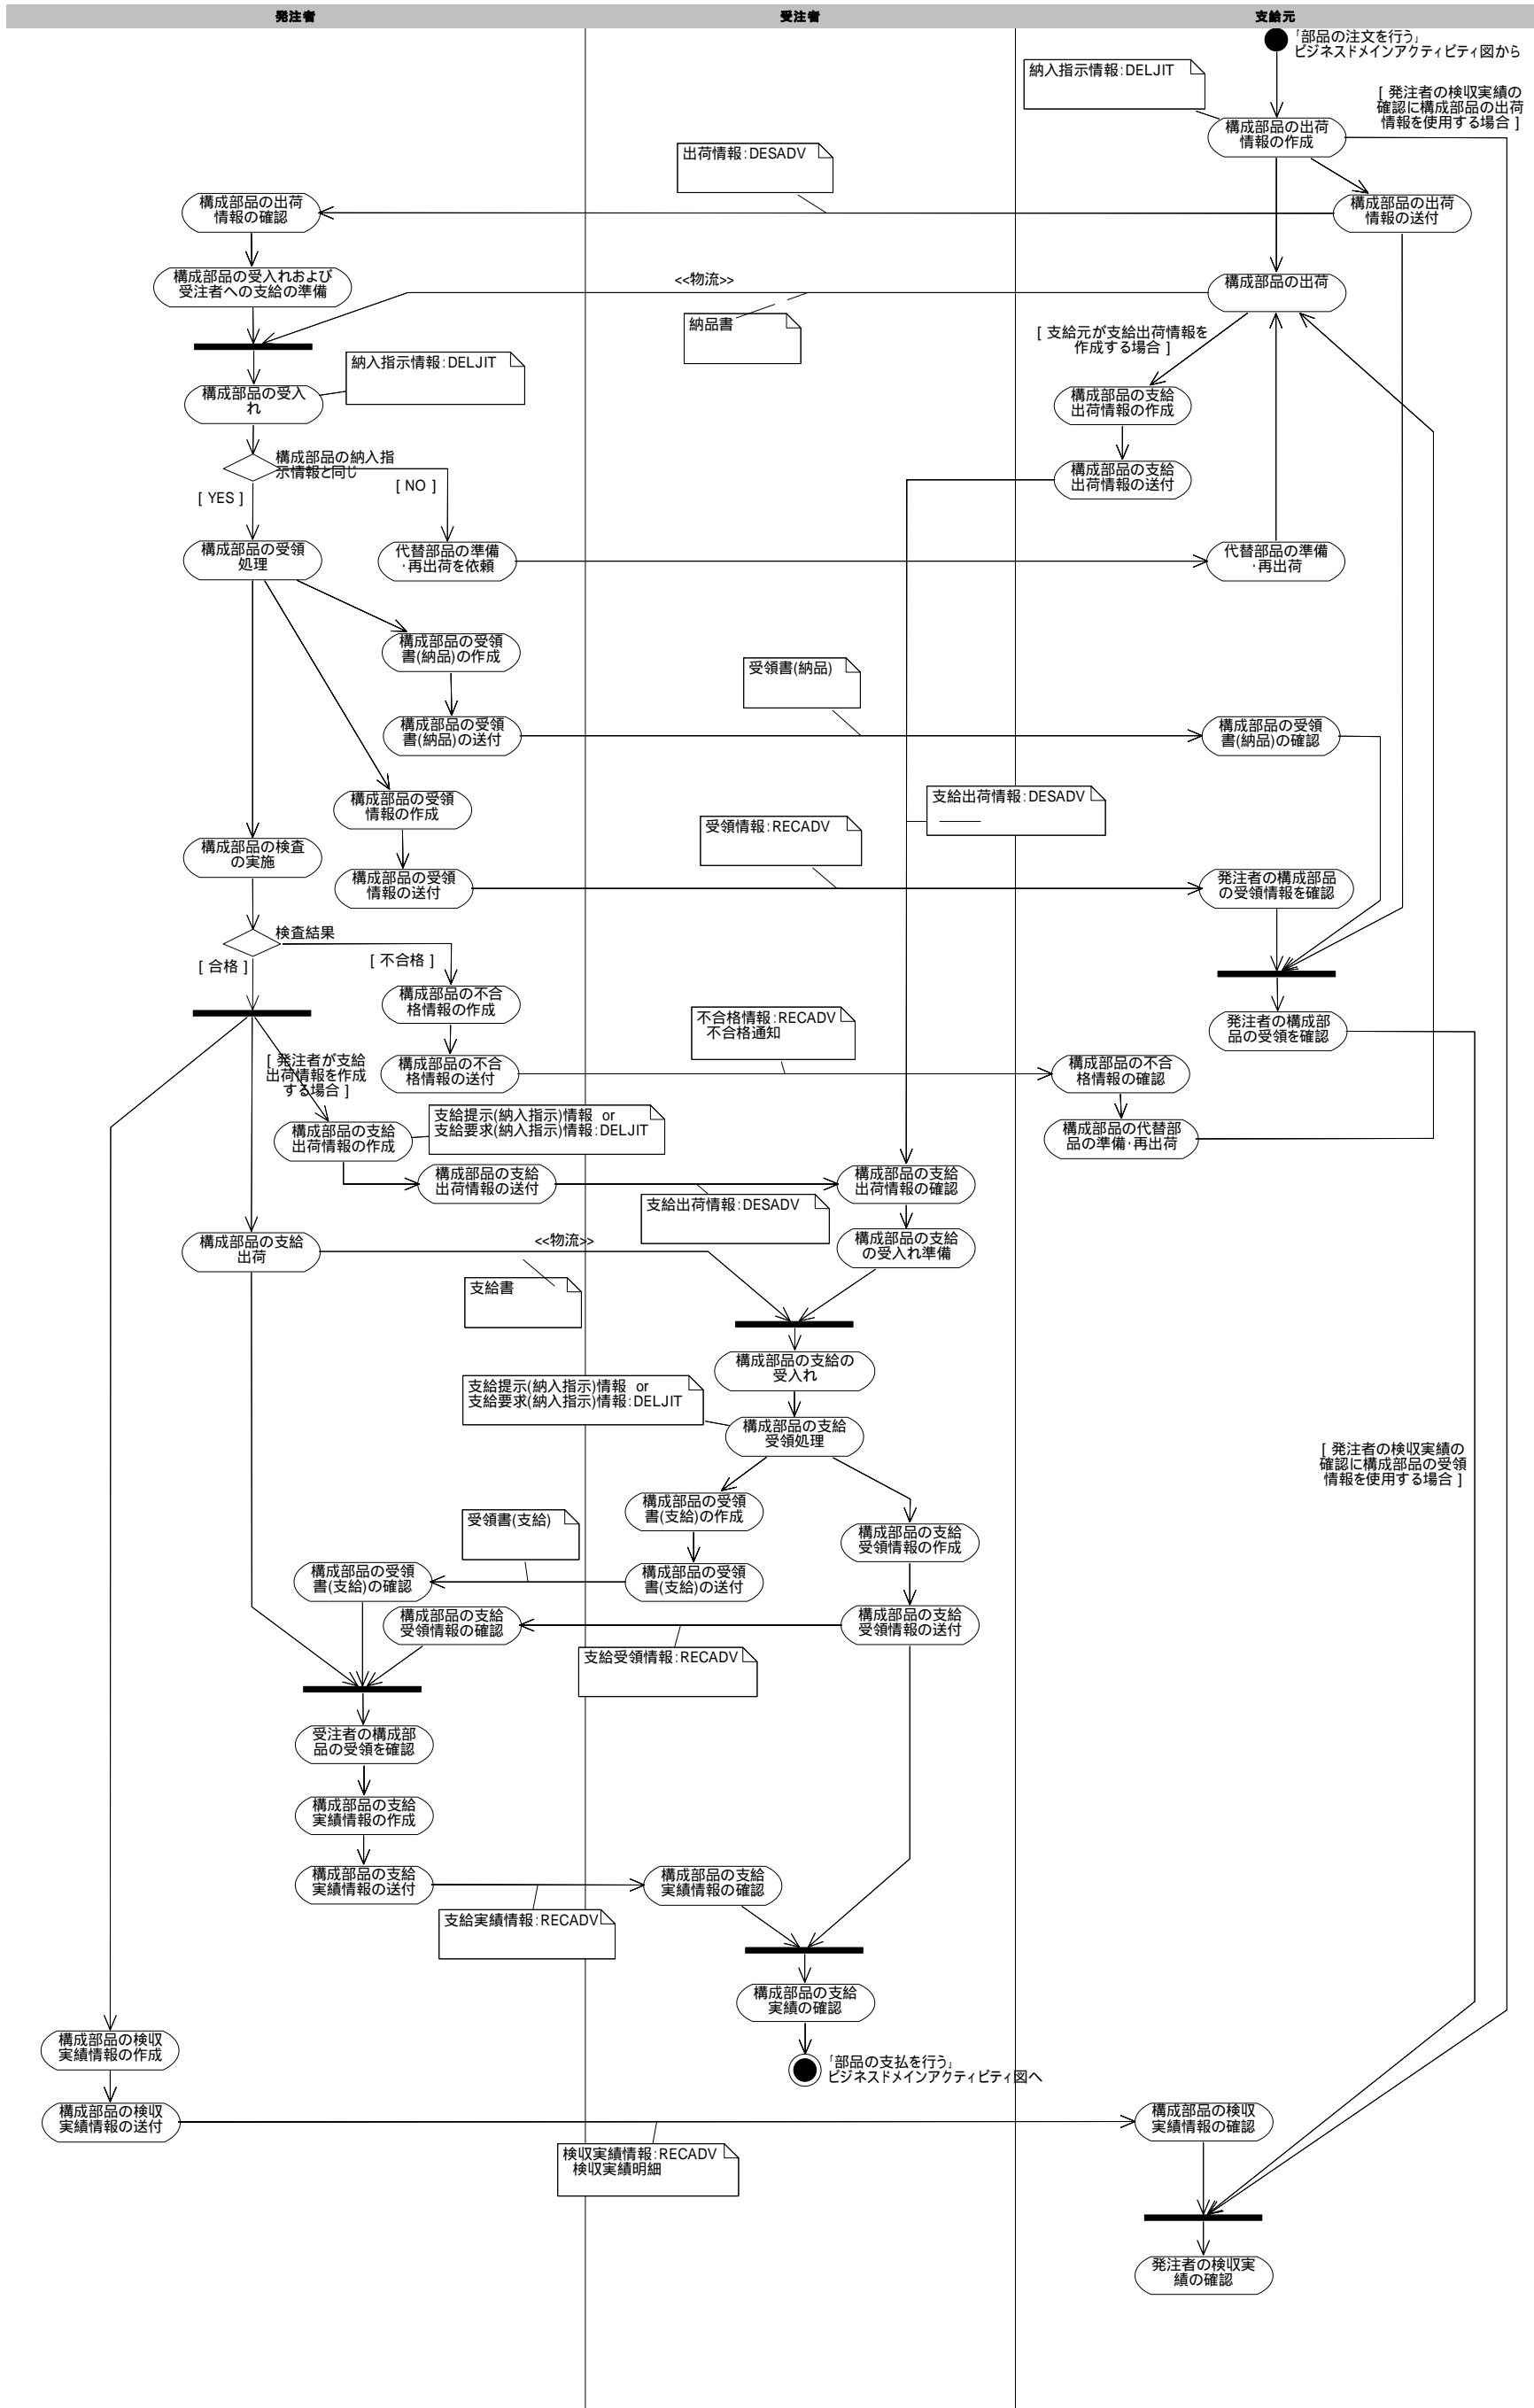 発注者
受注者
支給元
「部品の注文を行う」
ビジネスドメインアクティビティ図から
納入指示情報：DELJIT
[ 発注者の検収実績の
確認に構成部品の出荷
情報を使用する場合 ]
構成部品の出荷
情報の作成
出荷情報：DESADV
構成部品の出荷
情報の確認
構成部品の出荷
情報の送付
構成部品の受入れおよび
受注者への支給の準備
<<物流>>
構成部品の出荷
納品書
[ 支給元が支給出荷情報を
作成する場合 ]
納入指示情報：DELJIT
構成部品の受入
れ
構成部品の支給
出荷情報の作成
構成部品の納入指
示情報と同じ
[ YES ]
[ NO ]
構成部品の支給
出荷情報の送付
構成部品の受領
処理
代替部品の準備
・再出荷を依頼
代替部品の準備
・再出荷
構成部品の受領
書(納品)の作成
受領書(納品)
構成部品の受領
書(納品)の送付
構成部品の受領
書(納品)の確認
構成部品の受領
情報の作成
支給出荷情報：DESADV
受領情報：RECADV
構成部品の検査
の実施
構成部品の受領
情報の送付
発注者の構成部品
の受領情報を確認
検査結果
[ 合格 ]
[ 不合格 ]
構成部品の不合
格情報の作成
不合格情報：RECADV
不合格通知
発注者の構成部
品の受領を確認
[ 発注者が支給
出荷情報を作成
する場合 ]
構成部品の不合
格情報の送付
構成部品の不合
格情報の確認
支給提示(納入指示)情報 or
支給要求(納入指示)情報：DELJIT
構成部品の支給
出荷情報の作成
構成部品の代替部
品の準備・再出荷
構成部品の支給
出荷情報の送付
構成部品の支給
出荷情報の確認
支給出荷情報：DESADV
構成部品の支給
出荷
<<物流>>
構成部品の支給
の受入れ準備
支給書
構成部品の支給の
受入れ
支給提示(納入指示)情報 or
支給要求(納入指示)情報：DELJIT
構成部品の支給
受領処理
[ 発注者の検収実績の
確認に構成部品の受領
情報を使用する場合 ]
構成部品の受領
書(支給)の作成
受領書(支給)
構成部品の支給
受領情報の作成
構成部品の受領
書(支給)の確認
構成部品の受領
書(支給)の送付
構成部品の支給
受領情報の確認
構成部品の支給
受領情報の送付
支給受領情報：RECADV
受注者の構成部
品の受領を確認
構成部品の支給
実績情報の作成
構成部品の支給
実績情報の送付
構成部品の支給
実績情報の確認
支給実績情報：RECADV
構成部品の支給
実績の確認
構成部品の検収
実績情報の作成
「部品の支払を行う」
ビジネスドメインアクティビティ図へ
構成部品の検収
実績情報の送付
構成部品の検収
実績情報の確認
検収実績情報：RECADV
検収実績明細
発注者の検収実
績の確認